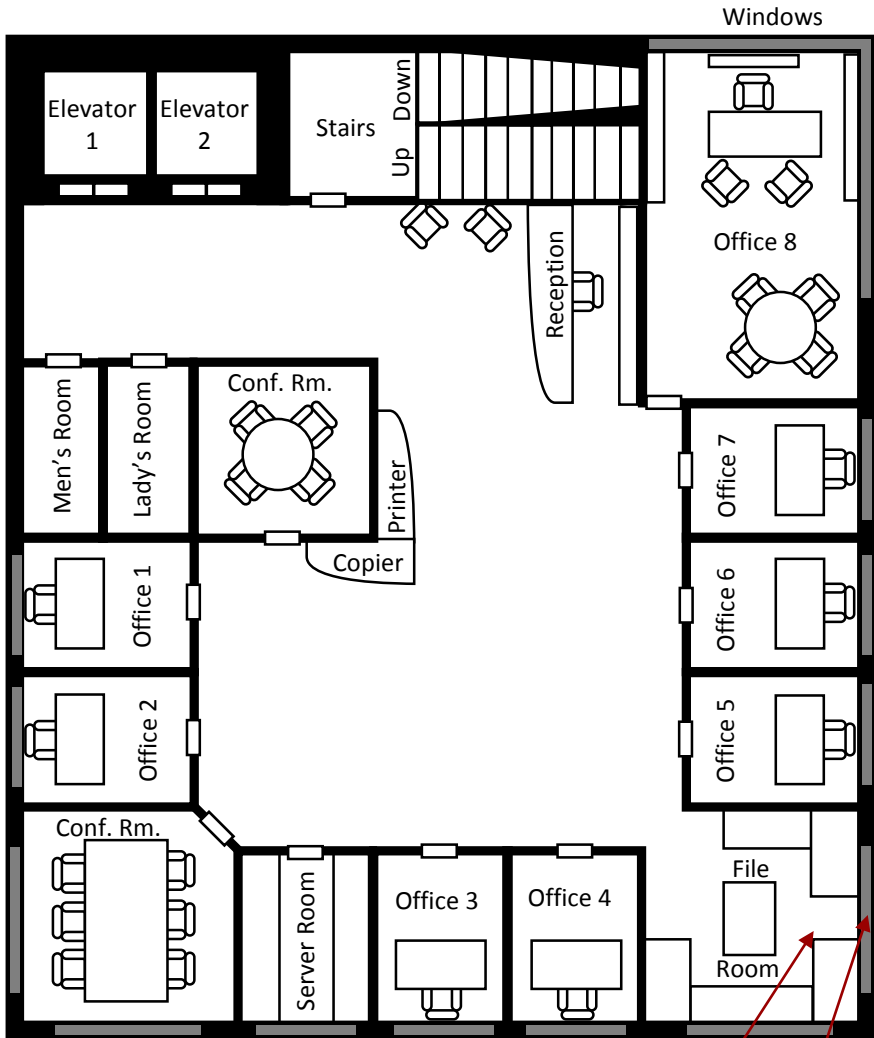 Windows
Elevator
1
Elevator
2
Stairs
Down
Up
Office 8
Reception
Men's Room
Lady's Room
Conf. Rm.
Printer
Copier
Office 7
Office 1
Office 6
Office 2
Office 5
Conf. Rm.
Server Room
Office 3
Office 4
File
Room